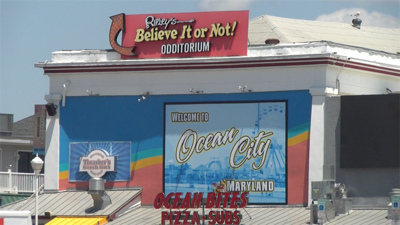 Ripley's
Believe It or Not!
ODDITORIUM
WELCOME TO
Ocean City
MARYLAND
OCEAN BITES
PIZZA SUBS